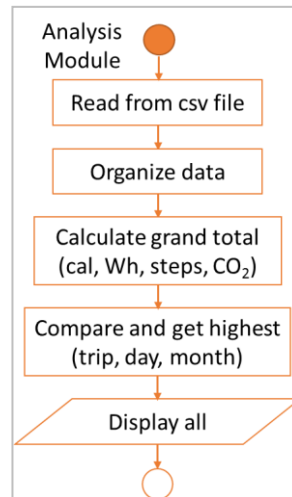 Analysis
Module
Read from csv file
Organize data
Calculate grand total
(cal, Wh, steps, CO₂)
Compare and get highest
(trip, day, month)
Display all